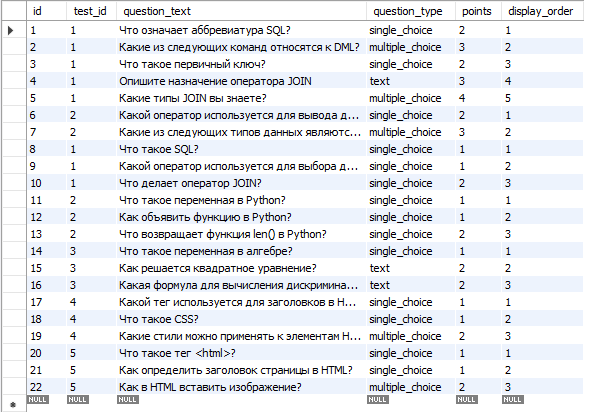 id test_id question_text question_type points display_order
1 1 Что означает аббревиатура SQL? single_choice 2 1
2 1 Какие из следующих команд относятся к DML? multiple_choice 3 2
3 1 Что такое первичный ключ? single_choice 2 3
4 1 Опишите назначение оператора JOIN text 3 4
5 1 Какие типы JOIN вы знаете? multiple_choice 4 5
6 2 Какой оператор используется для вывода д... single_choice 2 1
7 2 Какие из следующих типов данных являютс... multiple_choice 3 2
8 1 Что такое SQL? single_choice 1 1
9 1 Какой оператор используется для выбора д... single_choice 1 2
10 1 Что делает оператор JOIN? single_choice 2 3
11 2 Что такое переменная в Python? single_choice 1 1
12 2 Как объявить функцию в Python? single_choice 1 2
13 2 Что возвращает функция len() в Python? single_choice 2 3
14 3 Что такое переменная в алгебре? single_choice 1 1
15 3 Как решается квадратное уравнение? text 2 2
16 3 Какая формула для вычисления дискримина... text 2 3
17 4 Какой тег используется для заголовков в H... single_choice 1 1
18 4 Что такое CSS? single_choice 1 2
19 4 Какие стили можно применять к элементам H... multiple_choice 2 3
20 5 Что такое тег <html>? single_choice 1 1
21 5 Как определить заголовок страницы в HTML? single_choice 1 2
22 5 Как в HTML вставить изображение? multiple_choice 2 3
NULL NULL NULL NULL NULL NULL